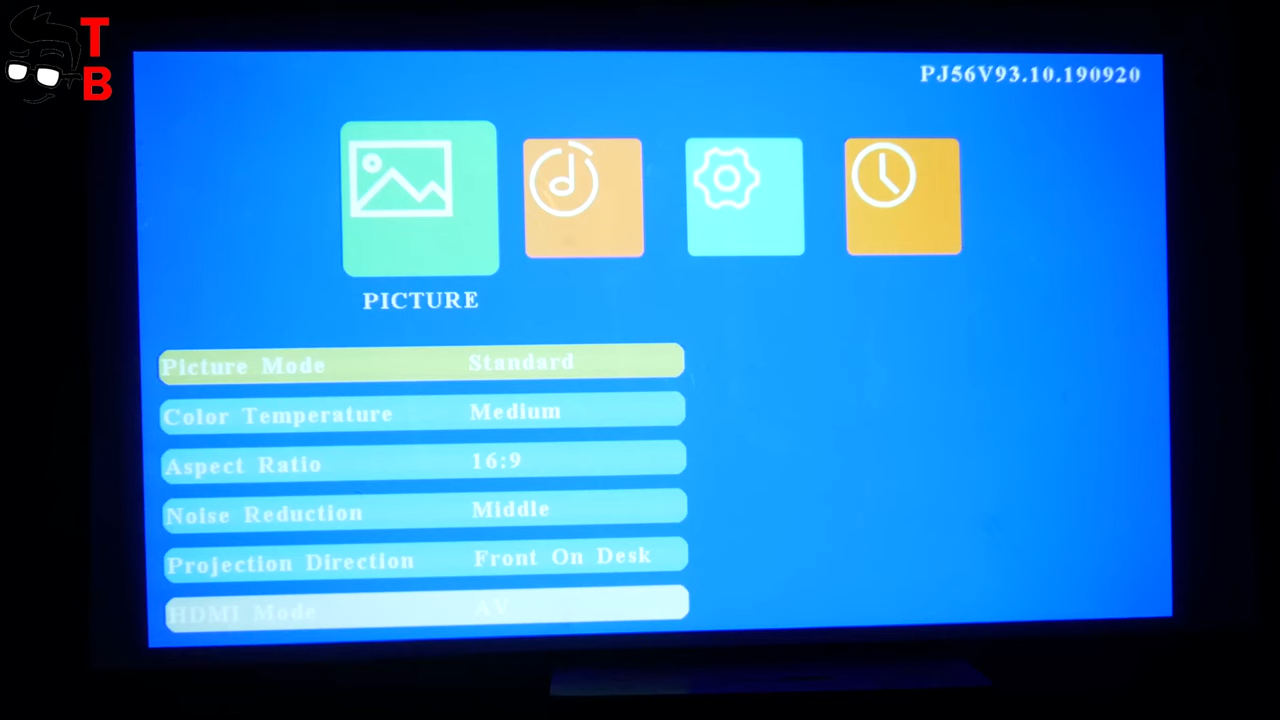 T
B
PJ56V93.10.190920
PICTURE
Picture Mode Standard
Color Temperature Medium
Aspect Ratio 16:9
Noise Reduction Middle
Projection Direction Front On Desk
HDMI Mode AV